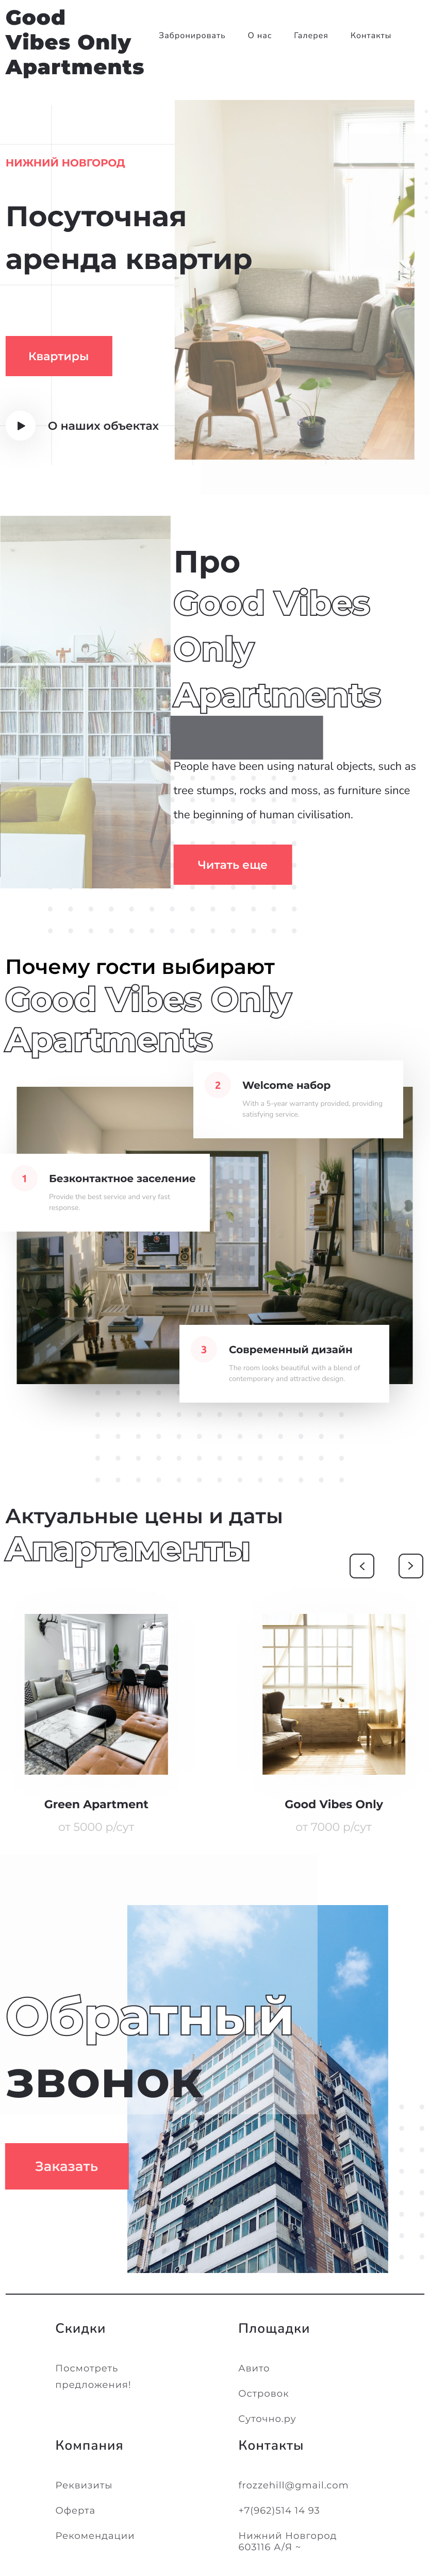 Good
Vibes Only
Apartments
Забронировать
О нас
Галерея
Контакты
НИЖНИЙ НОВГОРОД
Посуточная
аренда квартир
Квартиры
О наших объектах
Про
Good Vibes
Only
Apartments
People have been using natural objects, such as
tree stumps, rocks and moss, as furniture since
the beginning of human civilisation.
Читать еще
Почему гости выбирают
Good Vibes Only
Apartments
2
Welcome набор
With a 5-year warranty provided, providing
satisfying service.
1
Безконтактное заселение
Provide the best service and very fast
response.
3
Современный дизайн
The room looks beautiful with a blend of
contemporary and attractive design.
Актуальные цены и даты
Апартаменты
Green Apartment
от 5000 р/сут
Good Vibes Only
от 7000 р/сут
Обратный
звонок
Заказать
Скидки
Посмотреть
предложения!
Площадки
Авито
Островок
Суточно.ру
Компания
Реквизиты
Оферта
Рекомендации
Контакты
frozzehill@gmail.com
+7(962)514 14 93
Нижний Новгород
603116 А/Я ~